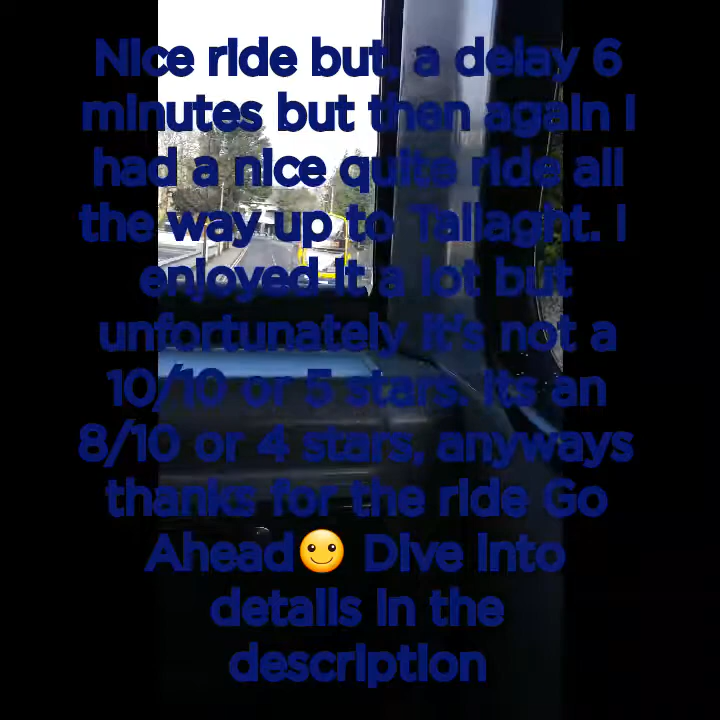 Nice ride but, a delay 6
minutes but then again I
had a nice quite ride all
the way up to Tallaght. I
enjoyed it a lot but
unfortunately it's not a
10/10 or 5 stars. Its an
8/10 or 4 stars, anyways
thanks for the ride Go
Ahead🙂 Dive into
details in the
description